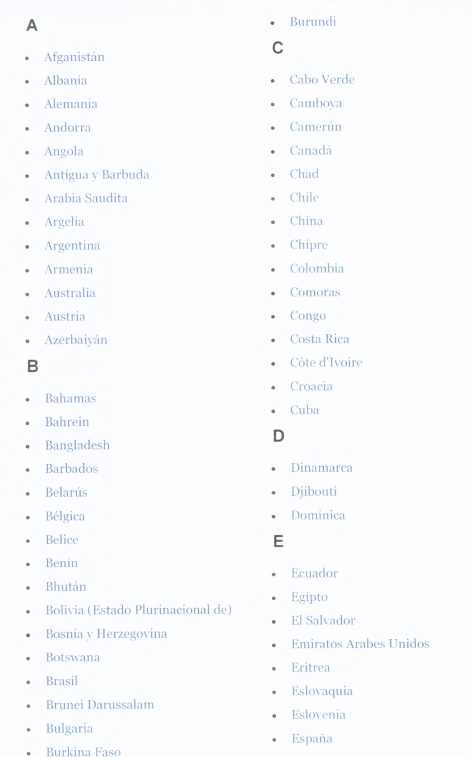 A
Afganistán
Albania
Alemania
Andorra
Angola
Antigua y Barbuda
Arabia Saudita
Argelia
Argentina
Armenia
Australia
Austria
Azerbaiyán
B
Bahamas
Bahrein
Bangladesh
Barbados
Belarús
Bélgica
Belice
Benin
Bhután
Bolivia (Estado Plurinacional de)
Bosnia y Herzegovina
Botswana
Brasil
Brunei Darussalam
Bulgaria
Burkina Faso
Burundi
C
Cabo Verde
Camboya
Camerún
Canadá
Chad
Chile
China
Chipre
Colombia
Comoras
Congo
Costa Rica
Côte d'Ivoire
Croacia
Cuba
D
Dinamarca
Djibouti
Dominica
E
Ecuador
Egipto
El Salvador
Emiratos Arabes Unidos
Eritrea
Eslovaquia
Eslovenia
España